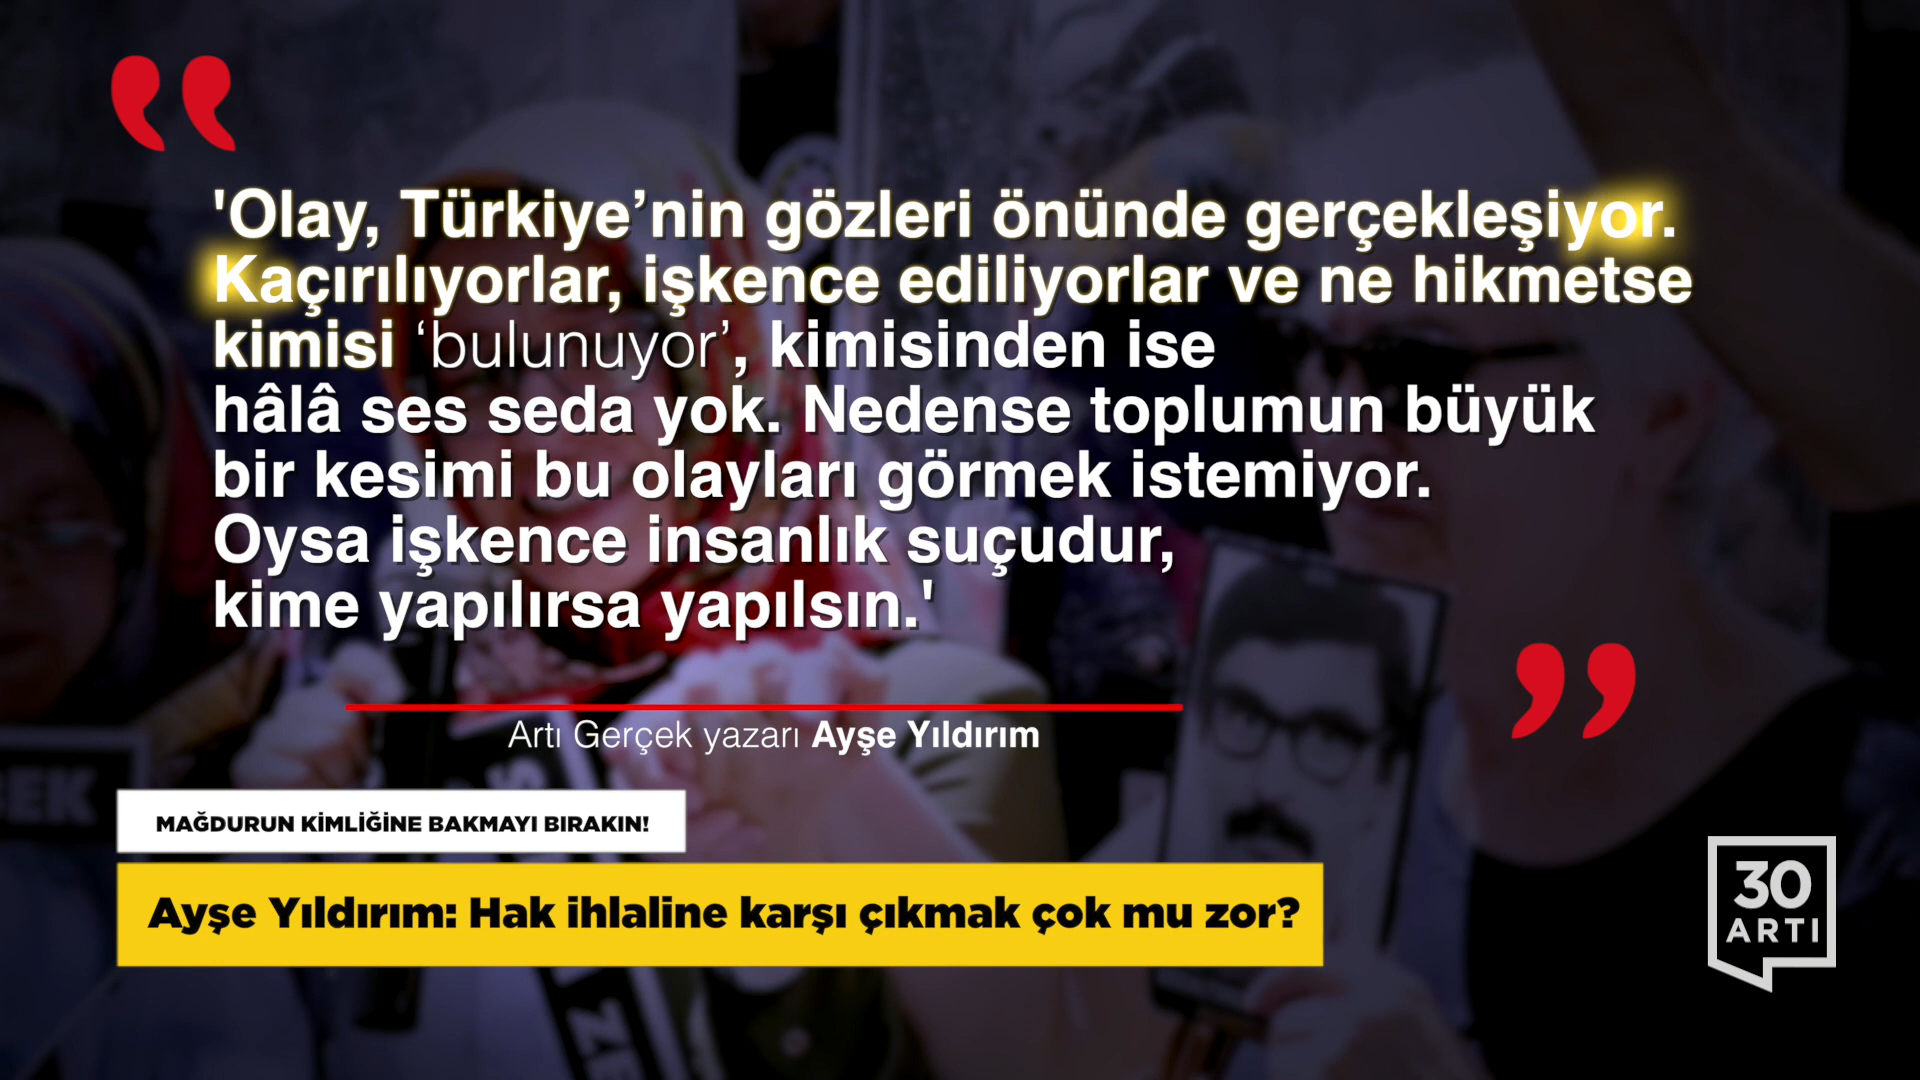 'Olay, Türkiye’nin gözleri önünde gerçekleşiyor.
Kaçırılıyorlar, işkence ediliyorlar ve ne hikmetse
kimisi ‘bulunuyor’, kimisinden ise
hâlâ ses seda yok. Nedense toplumun büyük
bir kesimi bu olayları görmek istemiyor.
Oysa işkence insanlık suçudur,
kime yapılırsa yapılsın.'
Artı Gerçek yazarı Ayşe Yıldırım
MAĞDURUN KİMLİĞİNE BAKMAYI BIRAKIN!
Ayşe Yıldırım: Hak ihlaline karşı çıkmak çok mu zor?
30
ARTI